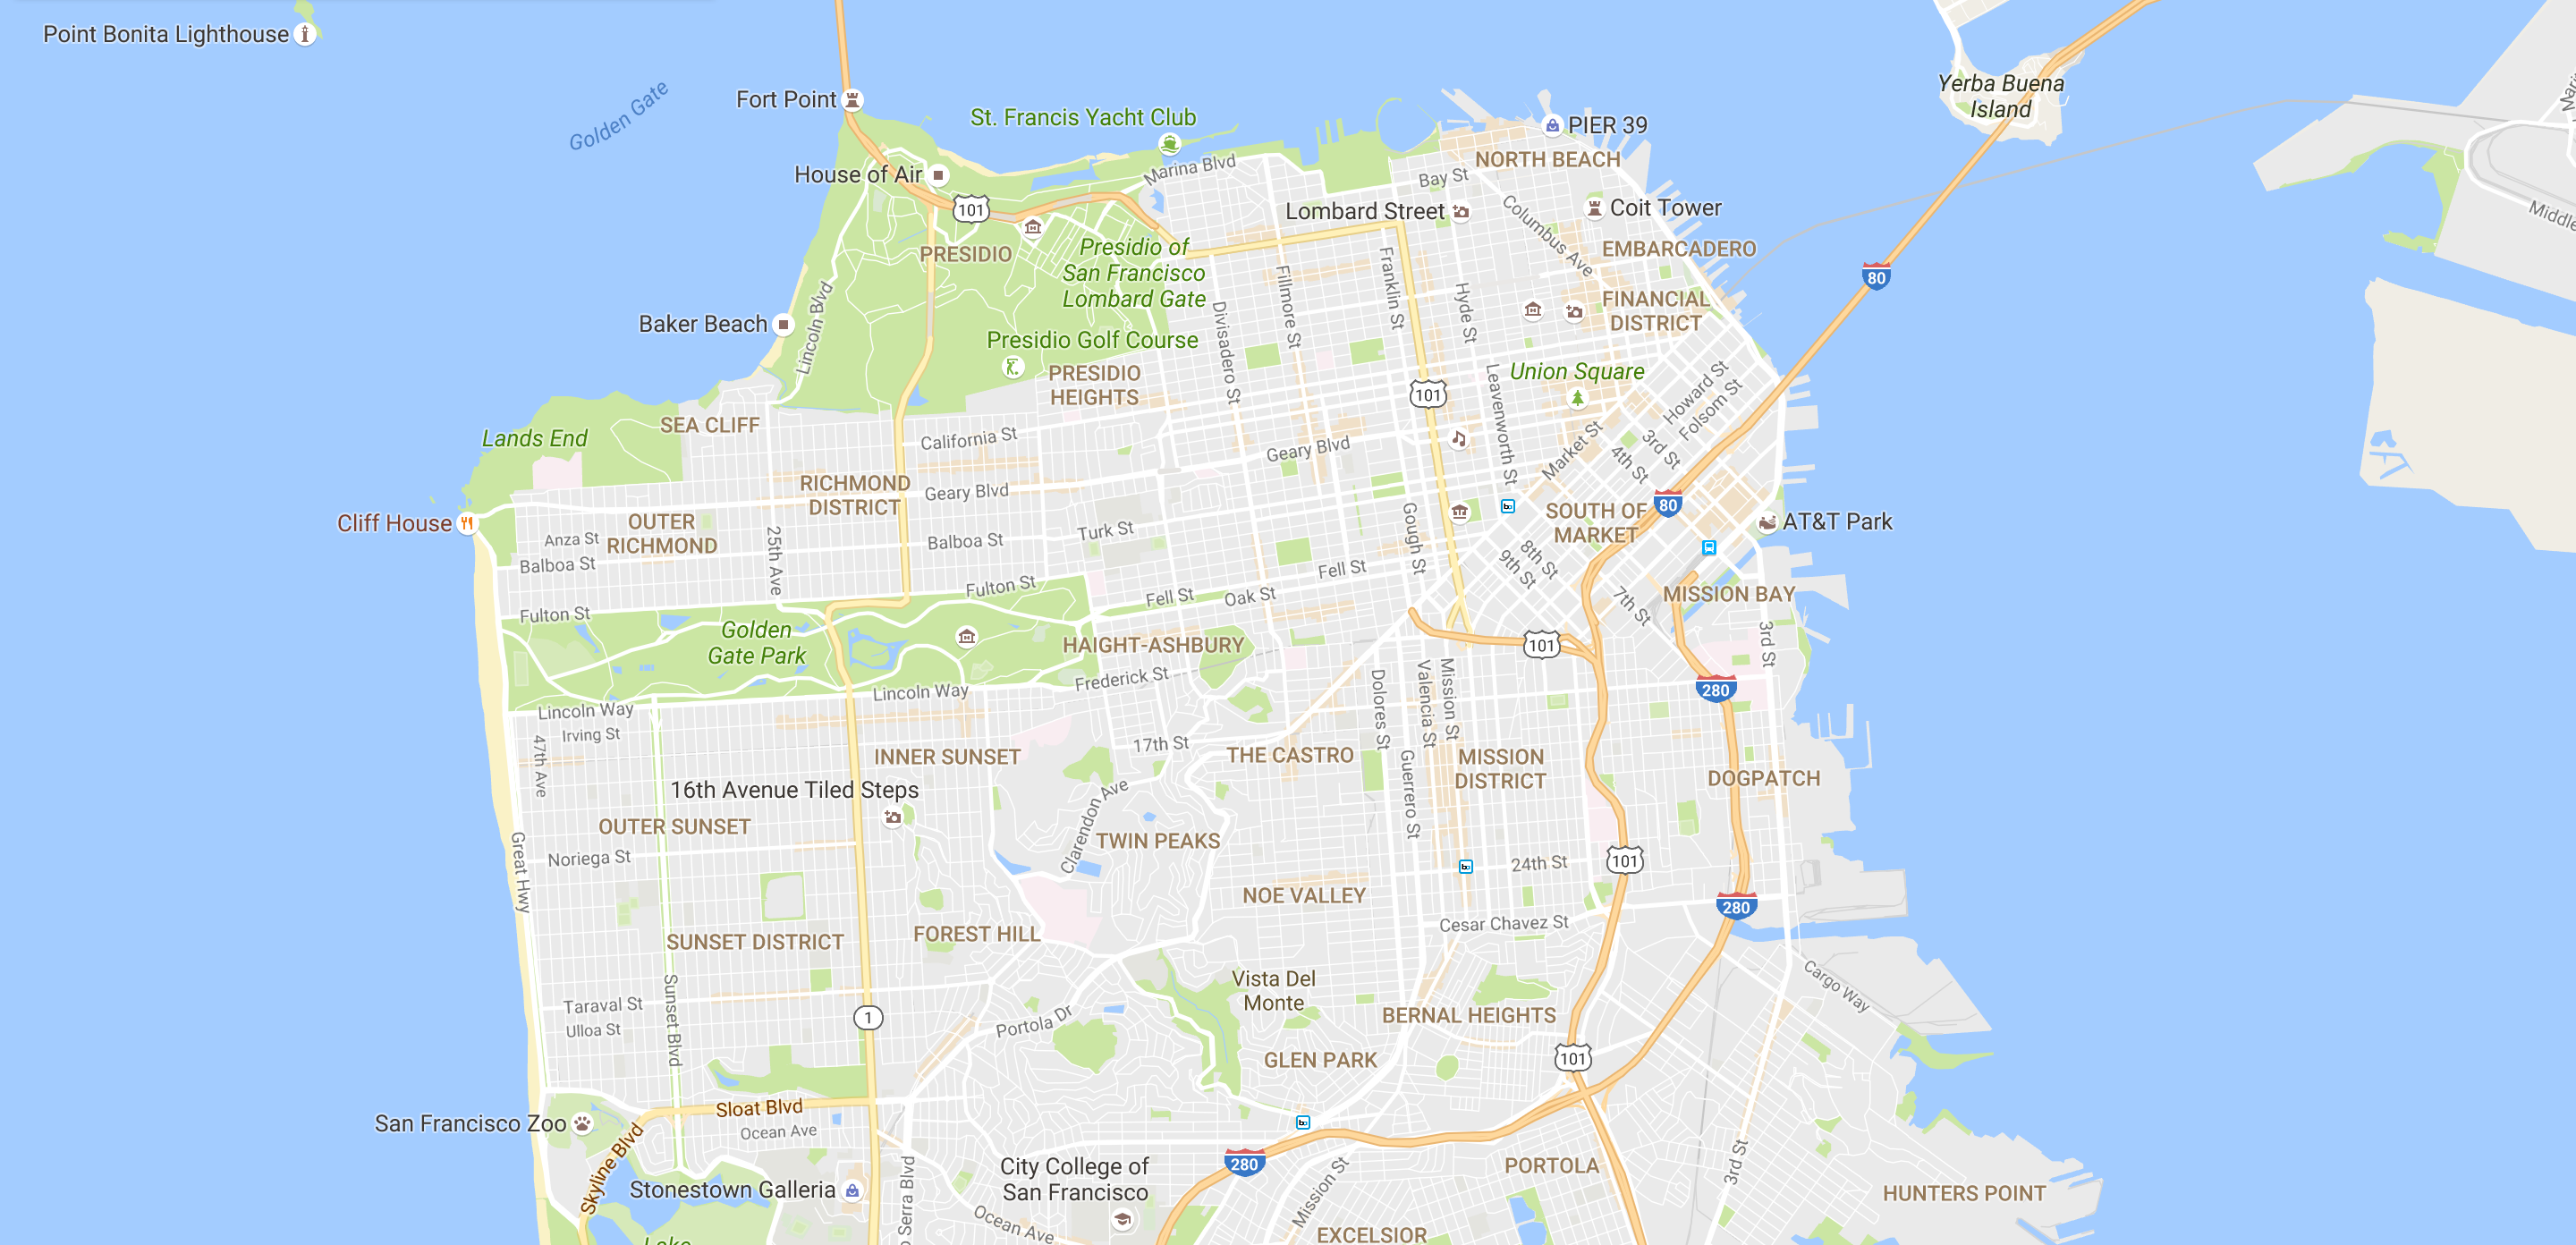 Point Bonita Lighthouse
Golden Gate
Fort Point
St. Francis Yacht Club
PIER 39
Yerba Buena
Island
NORTH BEACH
House of Air
Marina Blvd
Bay St
101
Lombard Street
Columbus Ave
Coit Tower
Middle
PRESIDIO
Presidio of
San Francisco
Lombard Gate
EMBARCADERO
80
Franklin St
Fillmore St
Hyde St
FINANCIAL
DISTRICT
Baker Beach
Lincoln Blvd
Divisadero St
Presidio Golf Course
PRESIDIO
HEIGHTS
Union Square
Leavenworth St
101
Howard St
Folsom St
SEA CLIFF
Lands End
California St
Geary Blvd
Market St
3rd St
4th St
RICHMOND
DISTRICT
Geary Blvd
80
Cliff House
OUTER
RICHMOND
Anza St
Balboa St
25th Ave
Balboa St
Turk St
Gough St
SOUTH OF
MARKET
AT&T Park
8th St
9th St
Fulton St
Fulton St
Fell St
Fell St
Oak St
7th St
MISSION BAY
Golden
Gate Park
HAIGHT-ASHBURY
101
3rd St
Lincoln Way
Lincoln Way
Frederick St
280
Irving St
47th Ave
Dolores St
Valencia St
Mission St
INNER SUNSET
17th St
THE CASTRO
Guerrero St
MISSION
DISTRICT
DOGPATCH
16th Avenue Tiled Steps
Clarendon Ave
OUTER SUNSET
TWIN PEAKS
Great Hwy
Noriega St
24th St
101
NOE VALLEY
280
Cesar Chavez St
SUNSET DISTRICT
FOREST HILL
Vista Del
Monte
Cargo Way
Taraval St
Ulloa St
Sunset Blvd
1
Portola Dr
BERNAL HEIGHTS
GLEN PARK
101
San Francisco Zoo
Sloat Blvd
Ocean Ave
Skyline Blvd
City College of
San Francisco
280
Mission St
PORTOLA
3rd St
Stonestown Galleria
Serra Blvd
Ocean Ave
HUNTERS POINT
EXCELSIOR
Lake